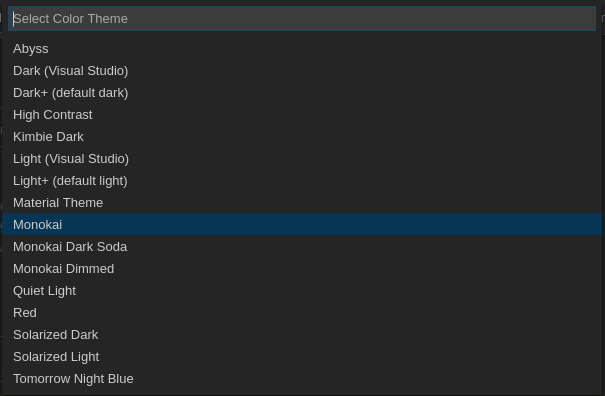 Select Color Theme
Abyss
Dark (Visual Studio)
Dark+ (default dark)
High Contrast
Kimbie Dark
Light (Visual Studio)
Light+ (default light)
Material Theme
Monokai
Monokai Dark Soda
Monokai Dimmed
Quiet Light
Red
Solarized Dark
Solarized Light
Tomorrow Night Blue